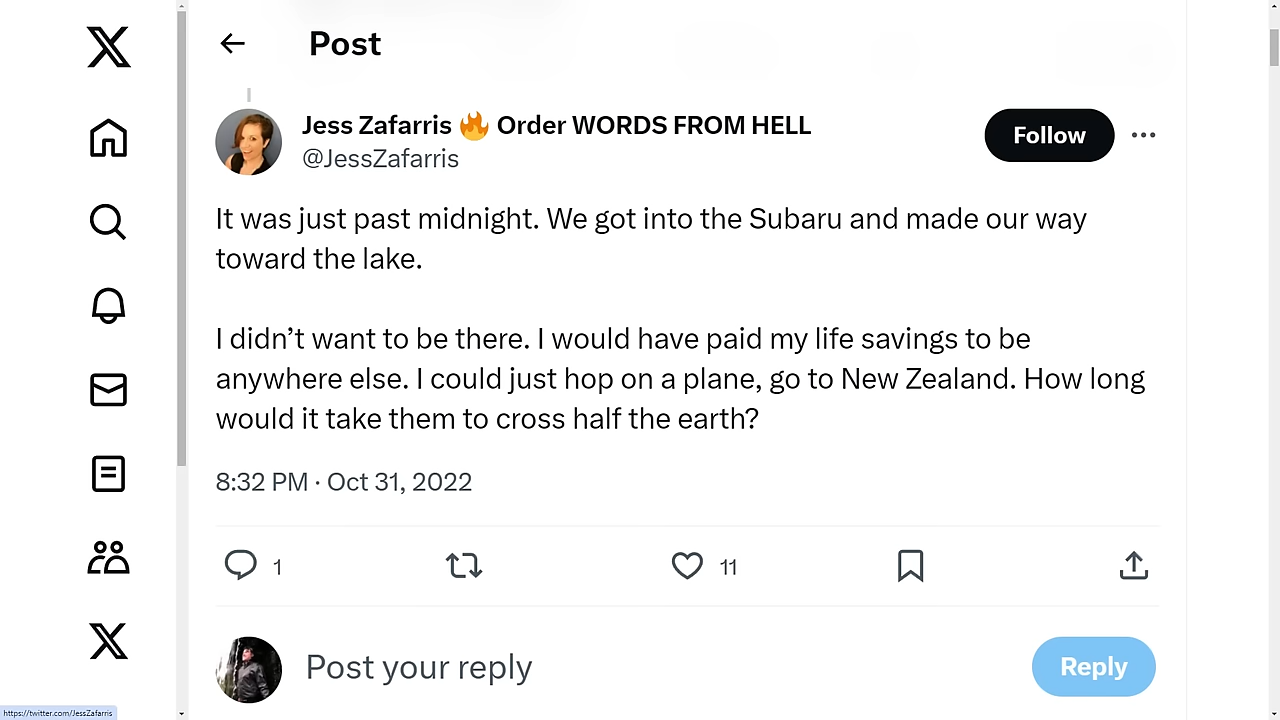 Post
Jess Zafarris 🔥 Order WORDS FROM HELL
@JessZafarris
Follow
It was just past midnight. We got into the Subaru and made our way
toward the lake.
I didn’t want to be there. I would have paid my life savings to be
anywhere else. I could just hop on a plane, go to New Zealand. How long
would it take them to cross half the earth?
8:32 PM · Oct 31, 2022
1
11
Post your reply
Reply
https://twitter.com/JessZafarris